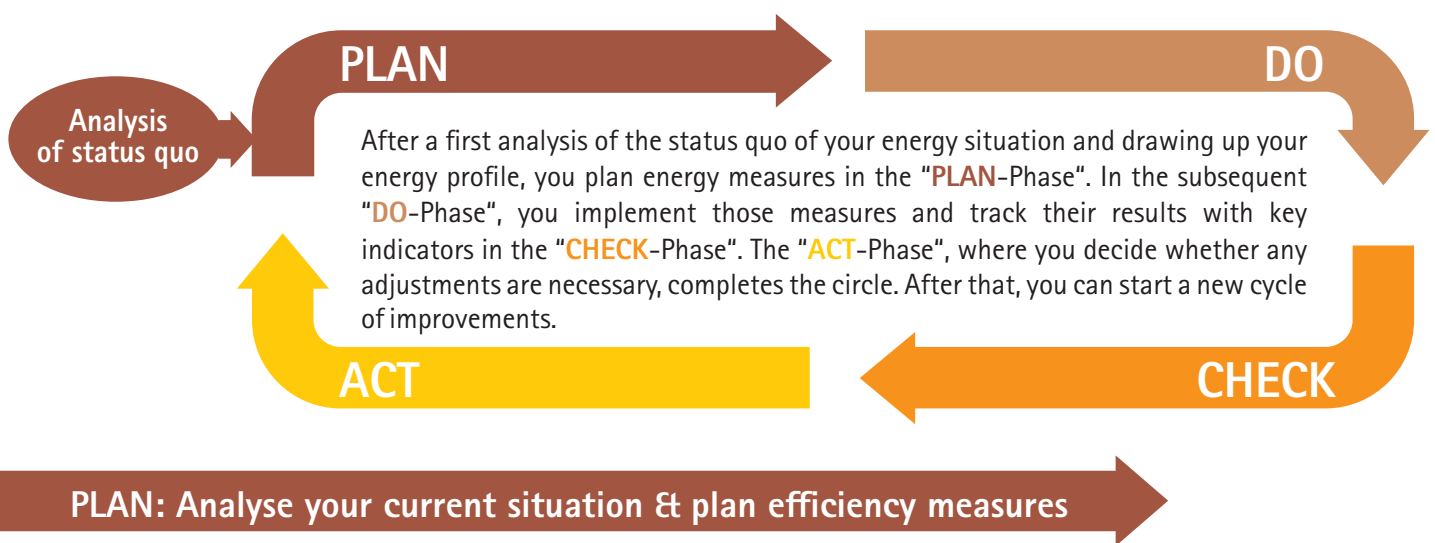 PLAN
DO
Analysis
of status quo
After a first analysis of the status quo of your energy situation and drawing up your
energy profile, you plan energy measures in the "PLAN-Phase". In the subsequent
"DO-Phase", you implement those measures and track their results with key
indicators in the "CHECK-Phase". The "ACT-Phase", where you decide whether any
adjustments are necessary, completes the circle. After that, you can start a new cycle
of improvements.
ACT
CHECK
PLAN: Analyse your current situation & plan efficiency measures